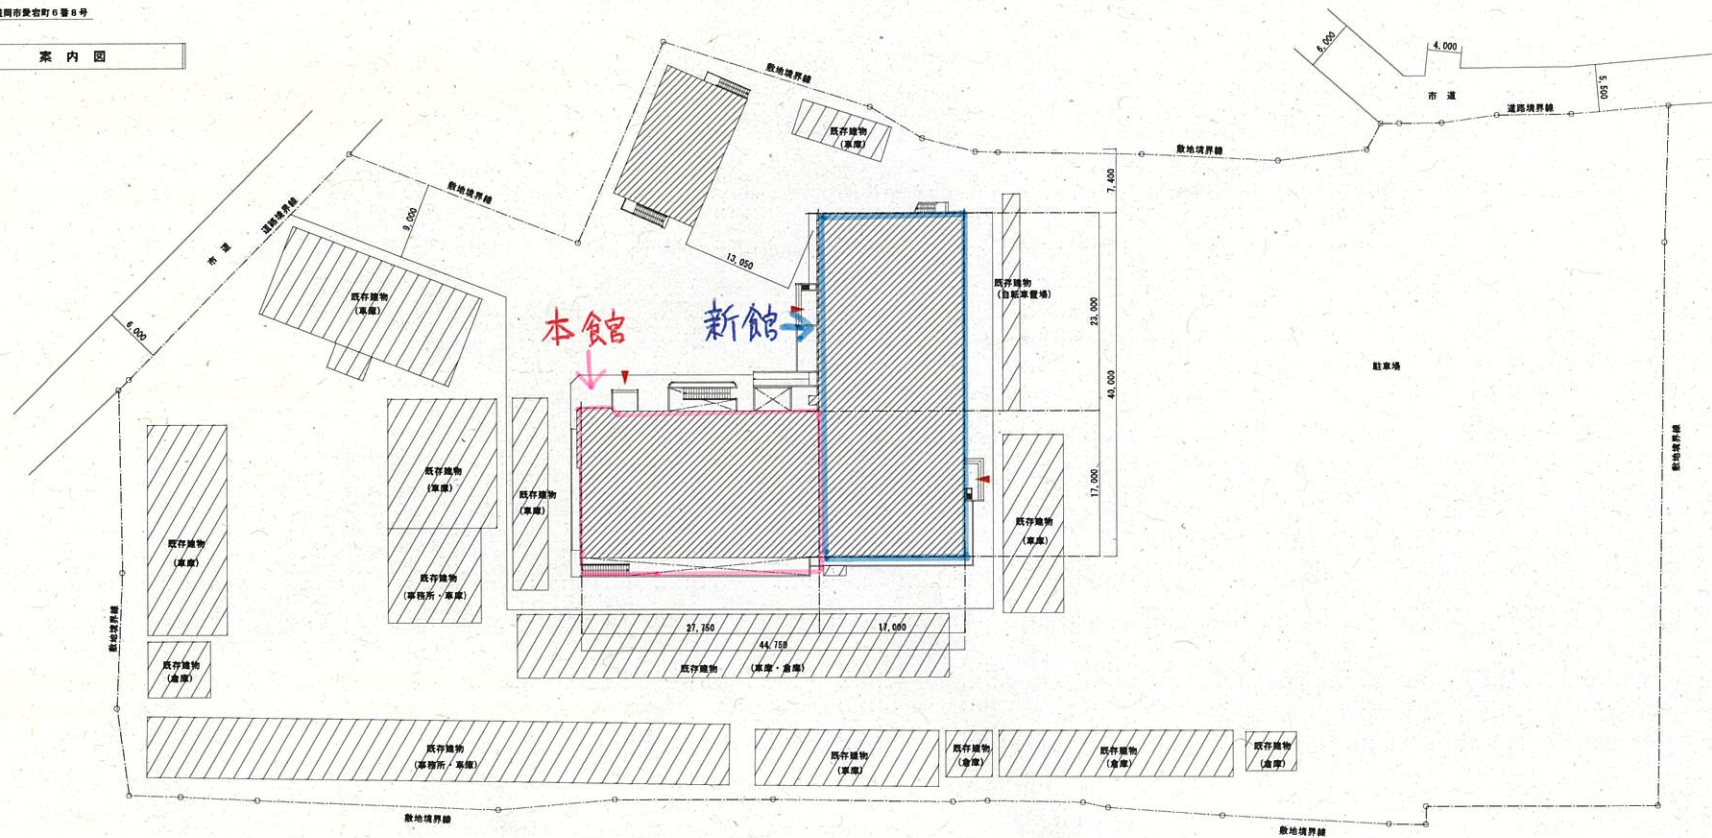 岡市愛宕町6番8号
案内図
6,000
4,000
5,500
市道
道路境界線
敷地境界線
既存建物
(車庫)
敷地境界線
7,400
敷地境界線
9,000
道路境界線
市道
13,050
既存建物
(自転車置場)
既存建物
(車庫)
23,000
本館
新館
6,000
駐車場
40,000
既存建物
(車庫)
既存建物
(車庫)
17,000
敷地境界線
既存建物
(車庫)
既存建物
(車庫)
既存建物
(事務所・車庫)
敷地境界線
27,750
17,000
44,750
既存建物
(倉庫)
既存建物 (車庫・倉庫)
既存建物
(事務所・車庫)
既存建物
(車庫)
既存建物
(倉庫)
既存建物
(倉庫)
既存建物
(倉庫)
敷地境界線
敷地境界線